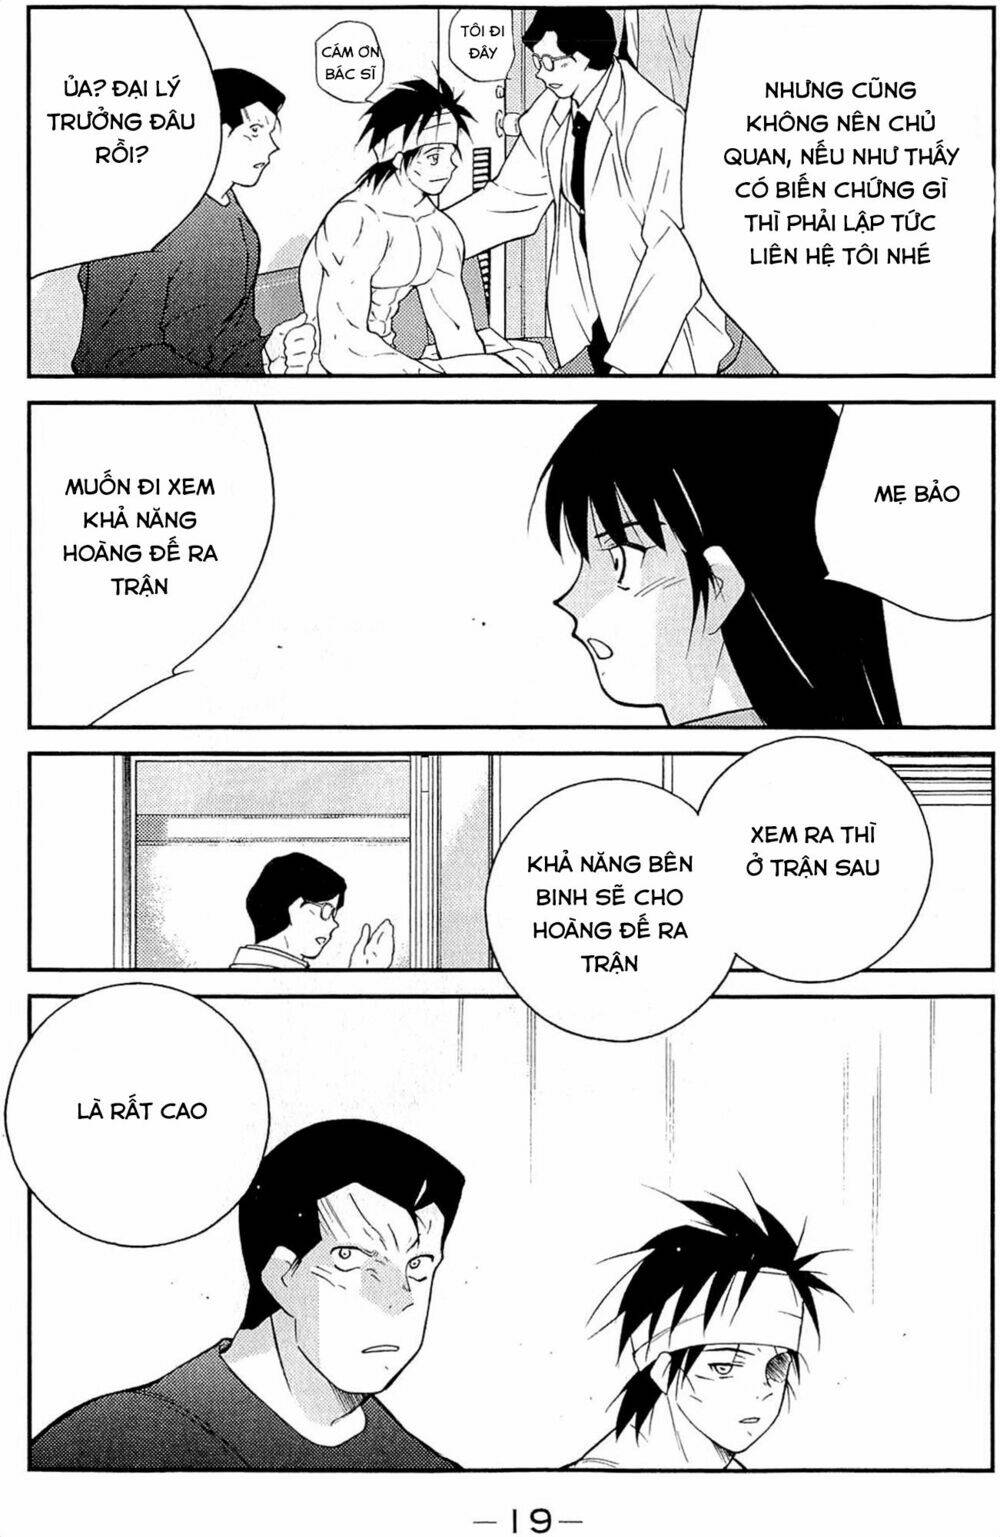 NHƯNG CŨNG
KHÔNG NÊN CHỦ
QUAN, NẾU NHƯ THẤY
CÓ BIẾN CHỨNG GÌ
THÌ PHẢI LẬP TỨC
LIÊN HỆ TÔI NHÉ
TÔI ĐI
ĐÂY
CÁM ƠN
BÁC SĨ
ỦA? ĐẠI LÝ
TRƯỞNG ĐÂU
RỒI?
MẸ BẢO
MUỐN ĐI XEM
KHẢ NĂNG
HOÀNG ĐẾ RA
TRẬN
XEM RA THÌ
Ở TRẬN SAU
KHẢ NĂNG BÊN
BINH SẼ CHO
HOÀNG ĐẾ RA
TRẬN
LÀ RẤT CAO
—19—